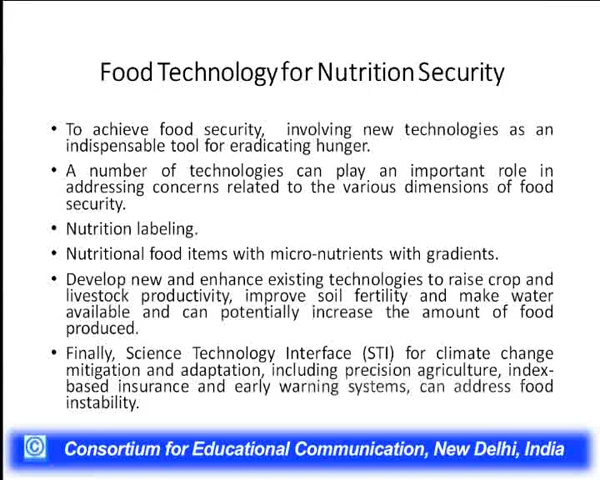 Food Technology for Nutrition Security
• To achieve food security, involving new technologies as an
indispensable tool for eradicating hunger.
• A number of technologies can play an important role in
addressing concerns related to the various dimensions of food
security.
• Nutrition labeling.
• Nutritional food items with micro-nutrients with gradients.
• Develop new and enhance existing technologies to raise crop and
livestock productivity, improve soil fertility and make water
available and can potentially increase the amount of food
produced.
• Finally, Science Technology Interface (STI) for climate change
mitigation and adaptation, including precision agriculture, index-
based insurance and early warning systems, can address food
instability.
© Consortium for Educational Communication, New Delhi, India